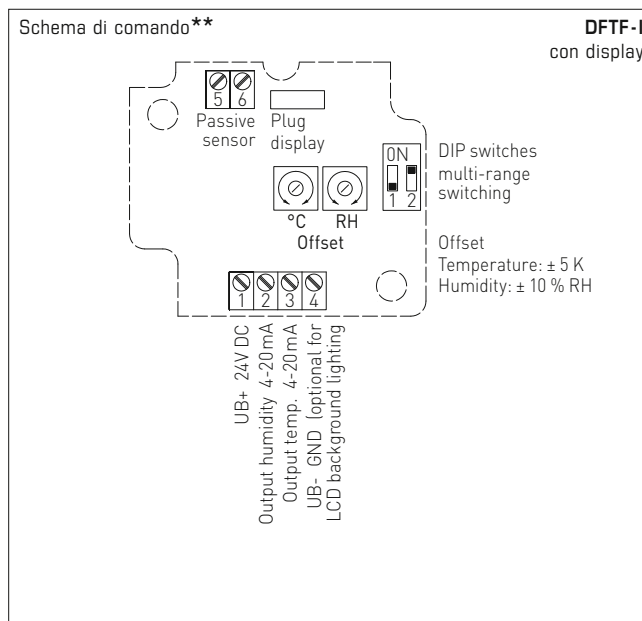 Schema di comando**
DFTF-I
con display
5 6
Passive
sensor
Plug
display
ON
1 2
DIP switches
multi-range
switching
°C RH
Offset
Offset
Temperature: ± 5 K
Humidity: ± 10 % RH
1 2 3 4
UB+ 24V DC
Output humidity 4-20mA
Output temp. 4-20mA
UB- GND (optional for
LCD background lighting